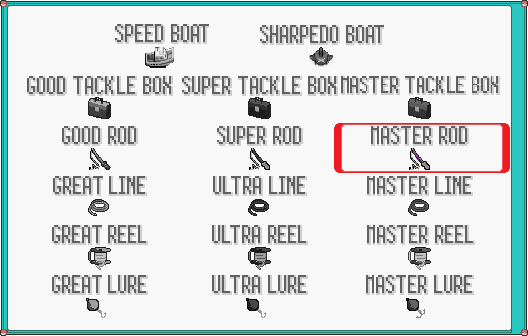 SPEED BOAT SHARPEDO BOAT
GOOD TACKLE BOX SUPER TACKLE BOX MASTER TACKLE BOX
GOOD ROD SUPER ROD MASTER ROD
GREAT LINE ULTRA LINE MASTER LINE
GREAT REEL ULTRA REEL MASTER REEL
GREAT LURE ULTRA LURE MASTER LURE